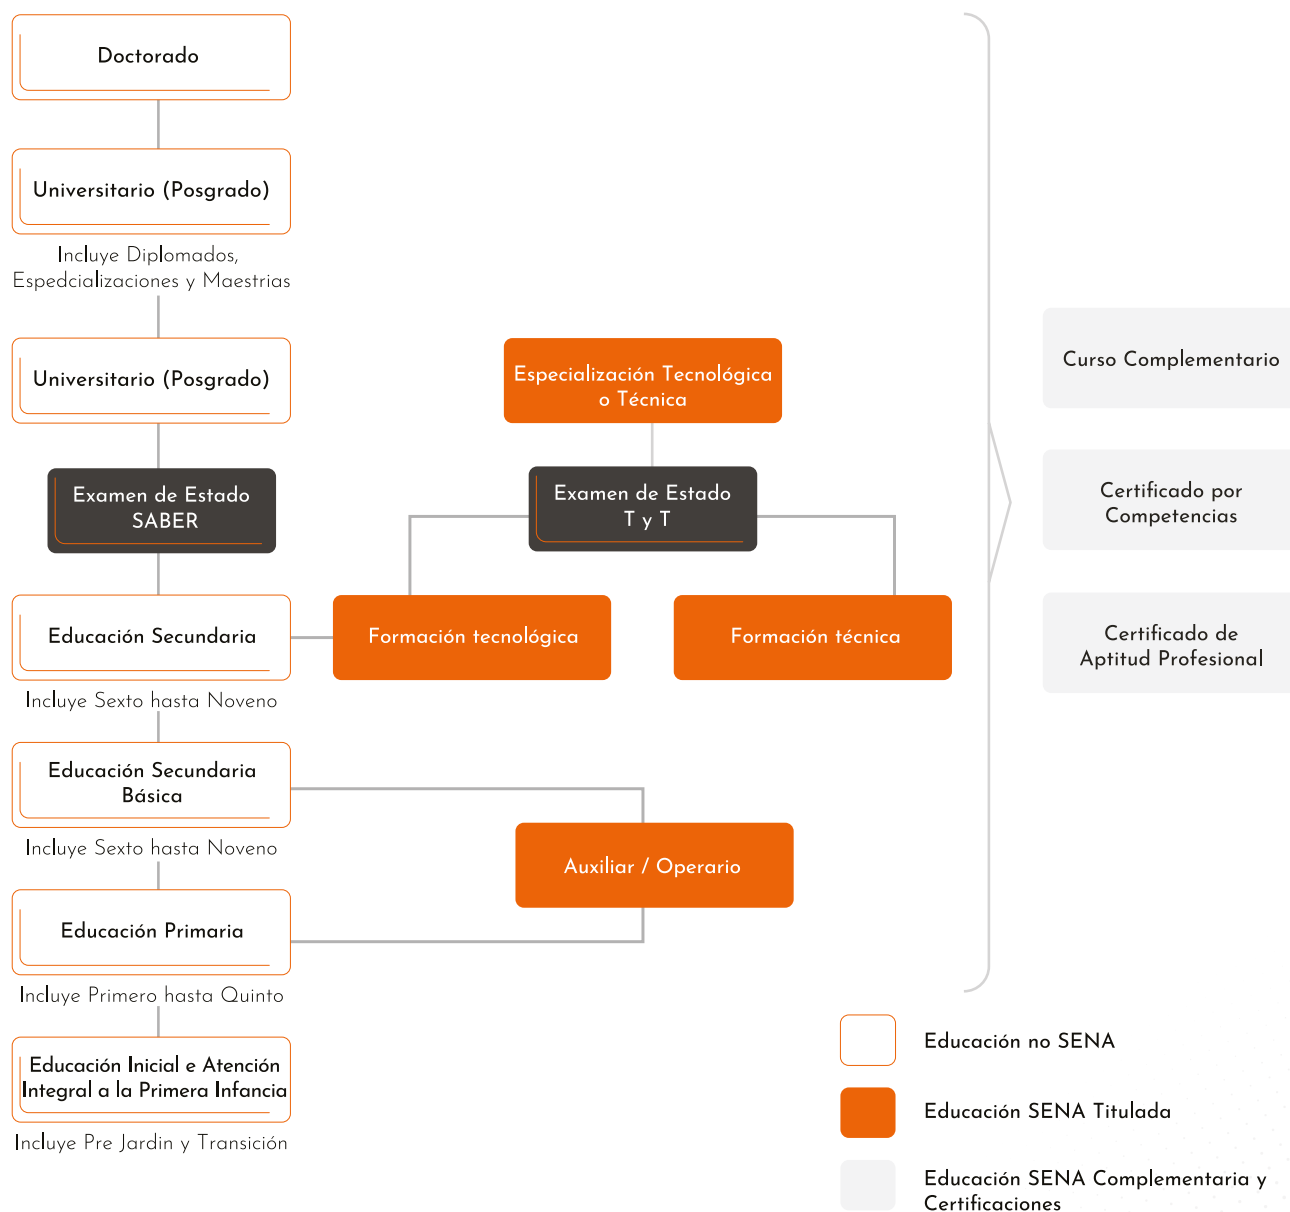 Doctorado
Universitario (Posgrado)
Incluye Diplomados,
Espedcializaciones y Maestrias
Universitario (Posgrado)
Examen de Estado
SABER
Educación Secundaria
Incluye Sexto hasta Noveno
Educación Secundaria
Básica
Incluye Sexto hasta Noveno
Educación Primaria
Incluye Primero hasta Quinto
Educación Inicial e Atención
Integral a la Primera Infancia
Incluye Pre Jardin y Transición
Especialización Tecnológica
o Técnica
Examen de Estado
T y T
Formación tecnológica
Formación técnica
Auxiliar / Operario
Curso Complementario
Certificado por
Competencias
Certificado de
Aptitud Profesional
Educación no SENA
Educación SENA Titulada
Educación SENA Complementaria y
Certificaciones